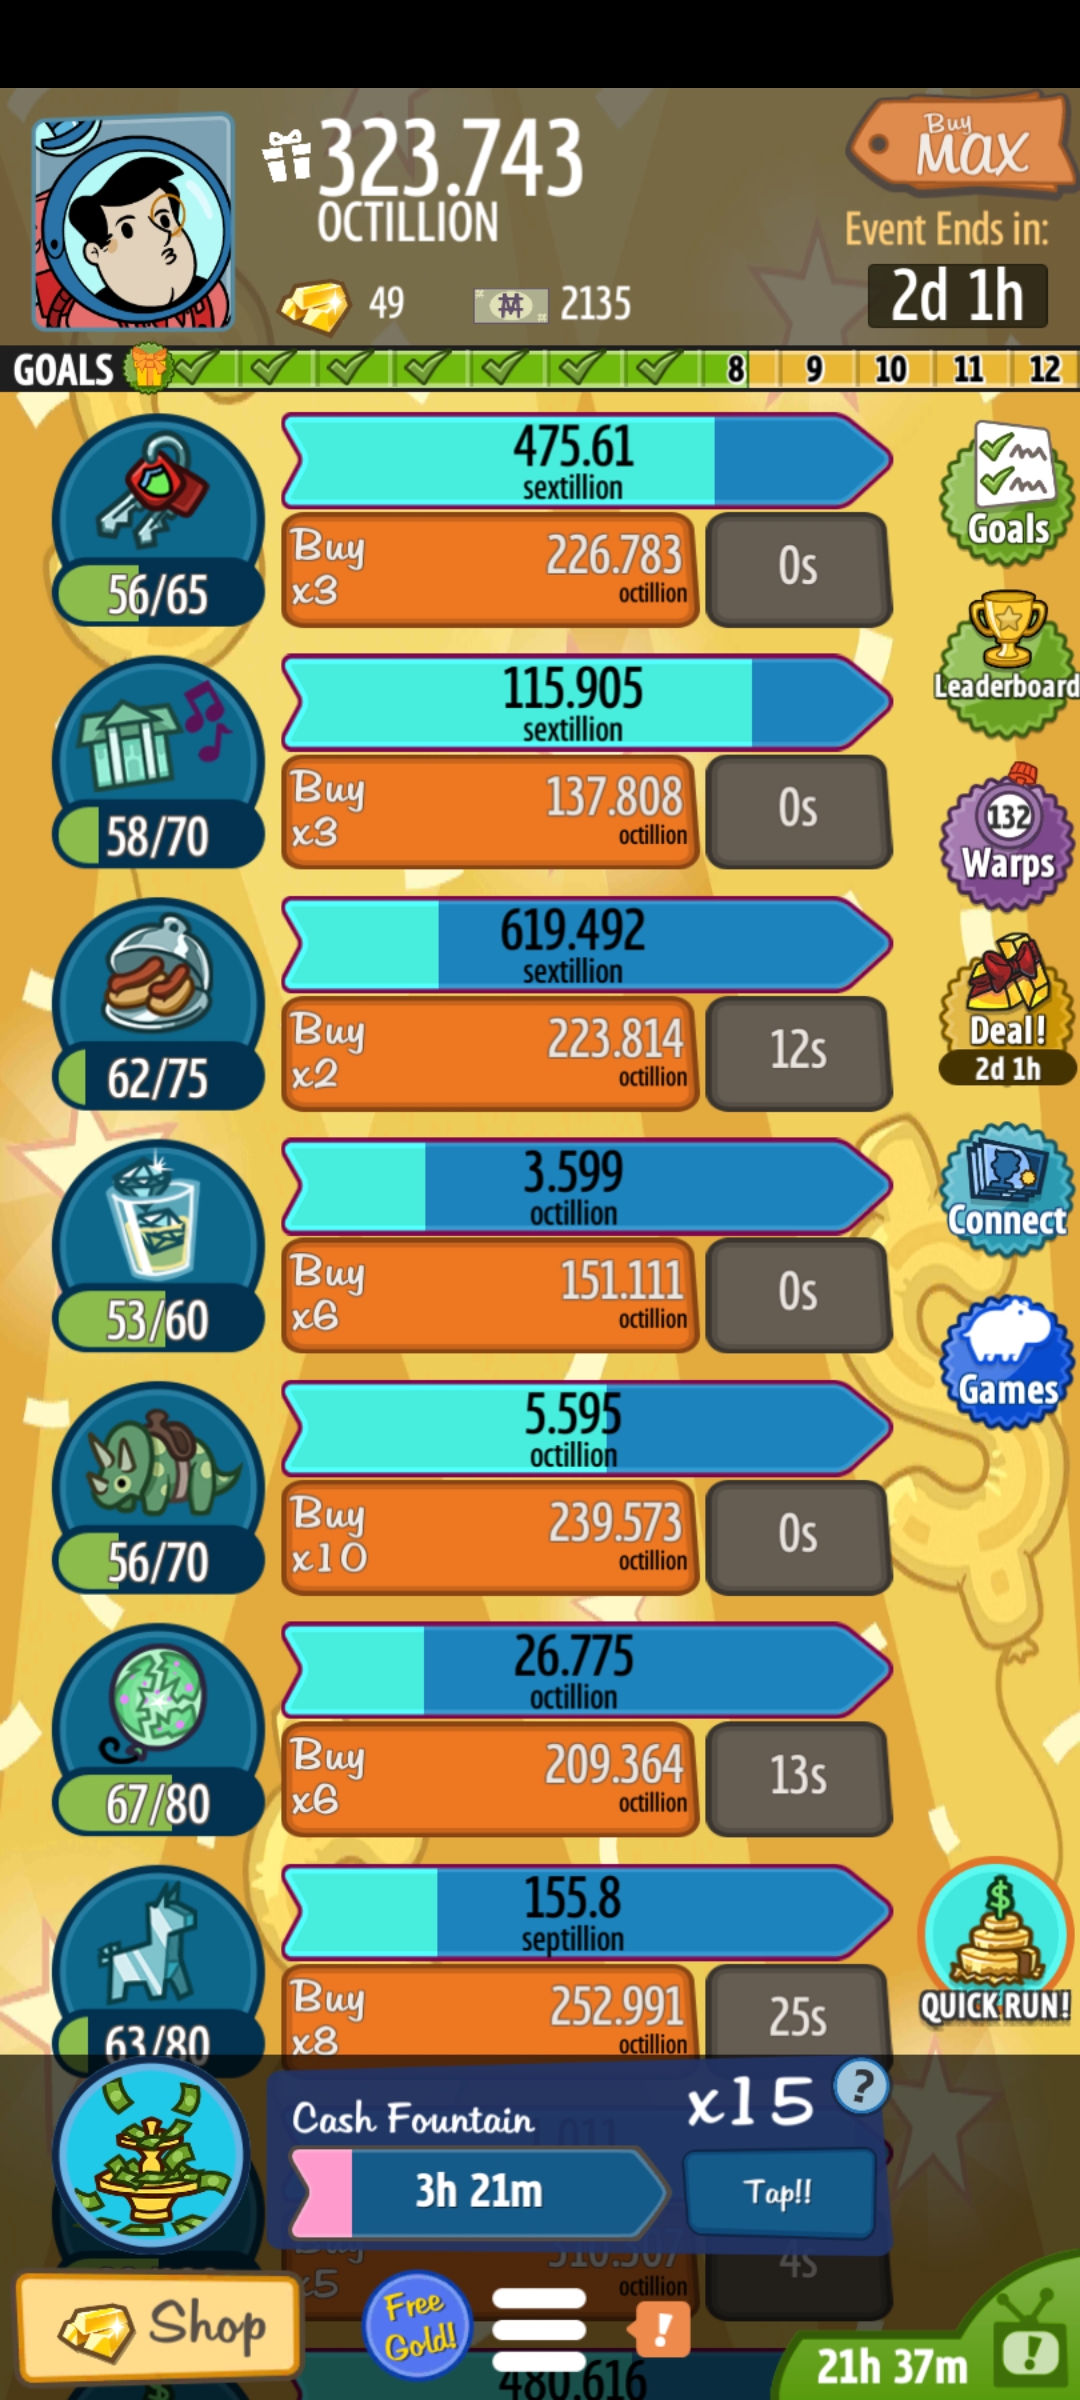 323.743
OCTILLION
Buy
Max
Event Ends in:
2d 1h
49
2135
GOALS 8 9 10 11 12
475.61
sextillion
Buy
x3
226.783
octillion
0s
56/65
Goals
115.905
sextillion
Leaderboard
Buy
x3
137.808
octillion
0s
58/70
132
Warps
619.492
sextillion
Buy
x2
223.814
octillion
12s
62/75
Deal!
2d 1h
3.599
octillion
Connect
Buy
x6
151.111
octillion
0s
53/60
Games
5.595
octillion
Buy
x10
239.573
octillion
0s
56/70
26.775
octillion
Buy
x6
209.364
octillion
13s
67/80
155.8
septillion
$
QUICK RUN!
Buy
x8
252.991
octillion
25s
63/80
Cash Fountain
x15
?
3h 21m
Tap!!
Buy
x5
octillion
4s
Shop
Free
Gold!
!
21h 37m
!
480.616